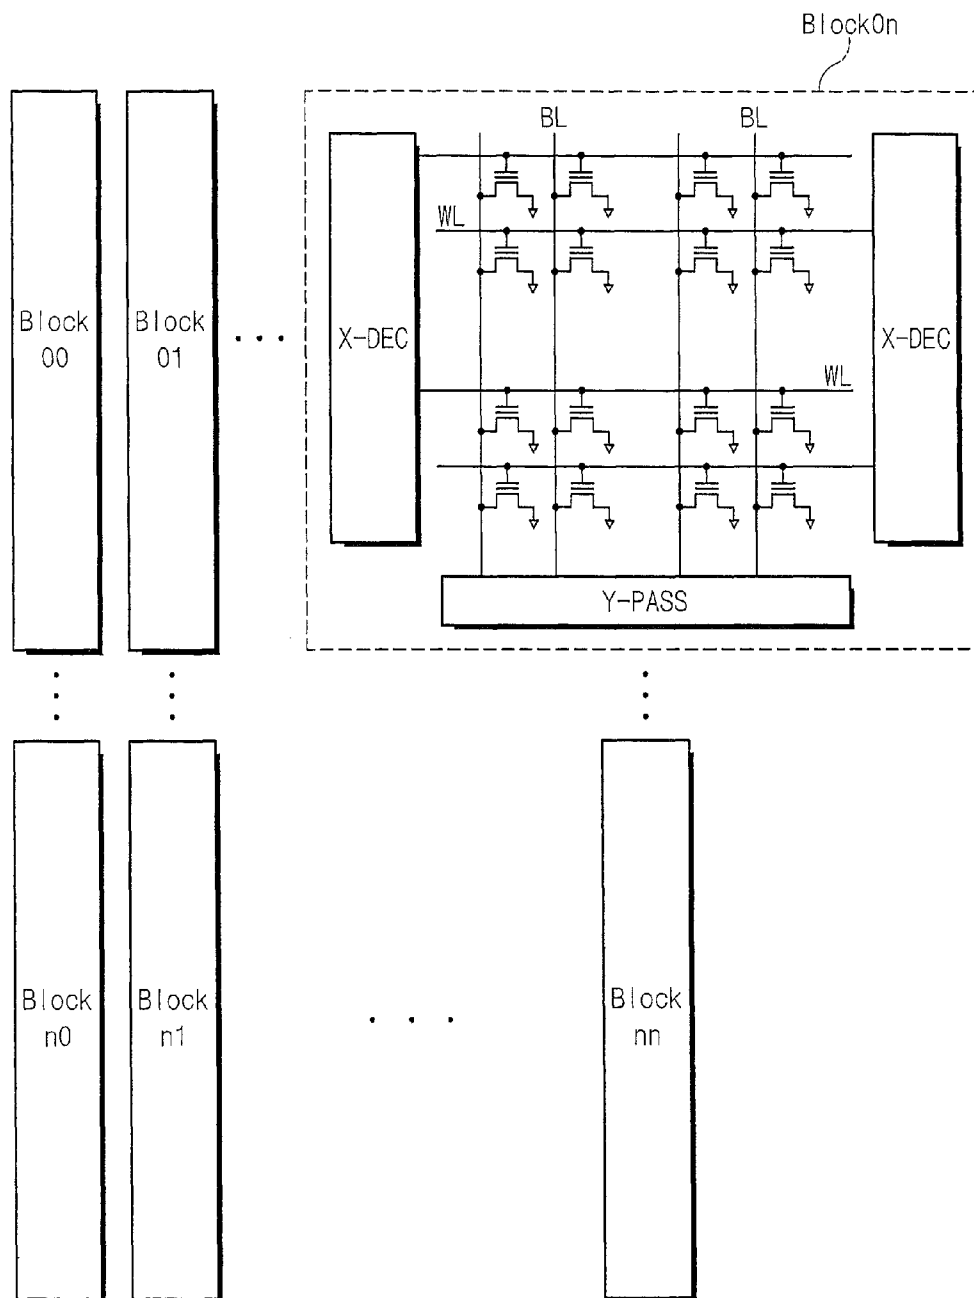 Block0n
BL BL
WL
Block
00
Block
01
X-DEC
X-DEC
WL
Y-PASS
Block
n0
Block
n1
Block
nn